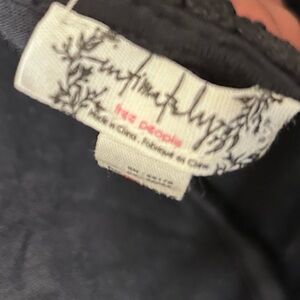 intimately
free people
Made in China · Fabriqué en Chine